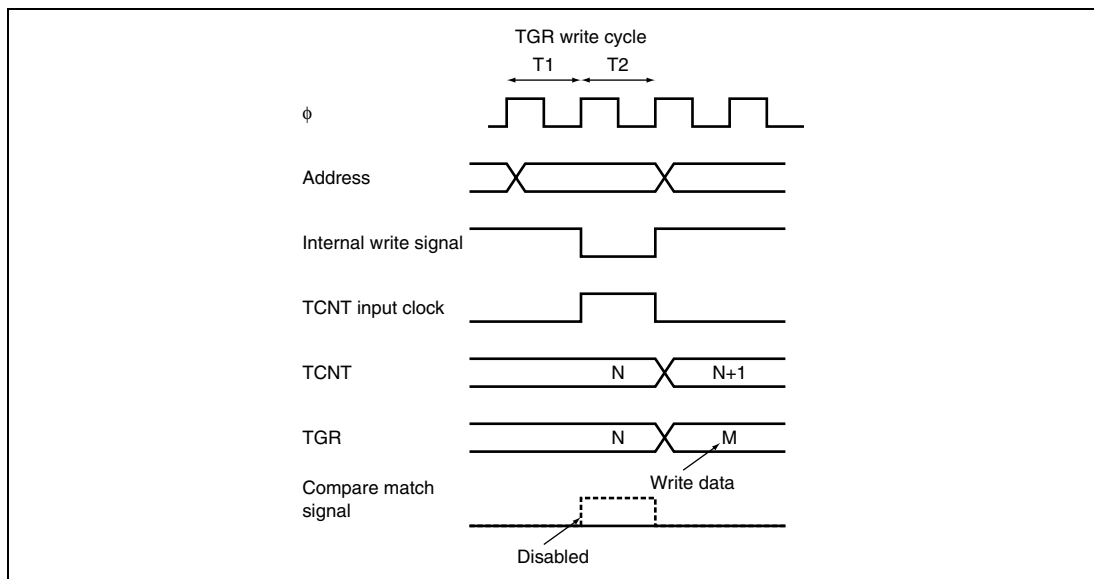 TGR write cycle
T1 T2
ϕ
Address
Internal write signal
TCNT input clock
TCNT N N+1
TGR N M
Write data
Compare match
signal
Disabled